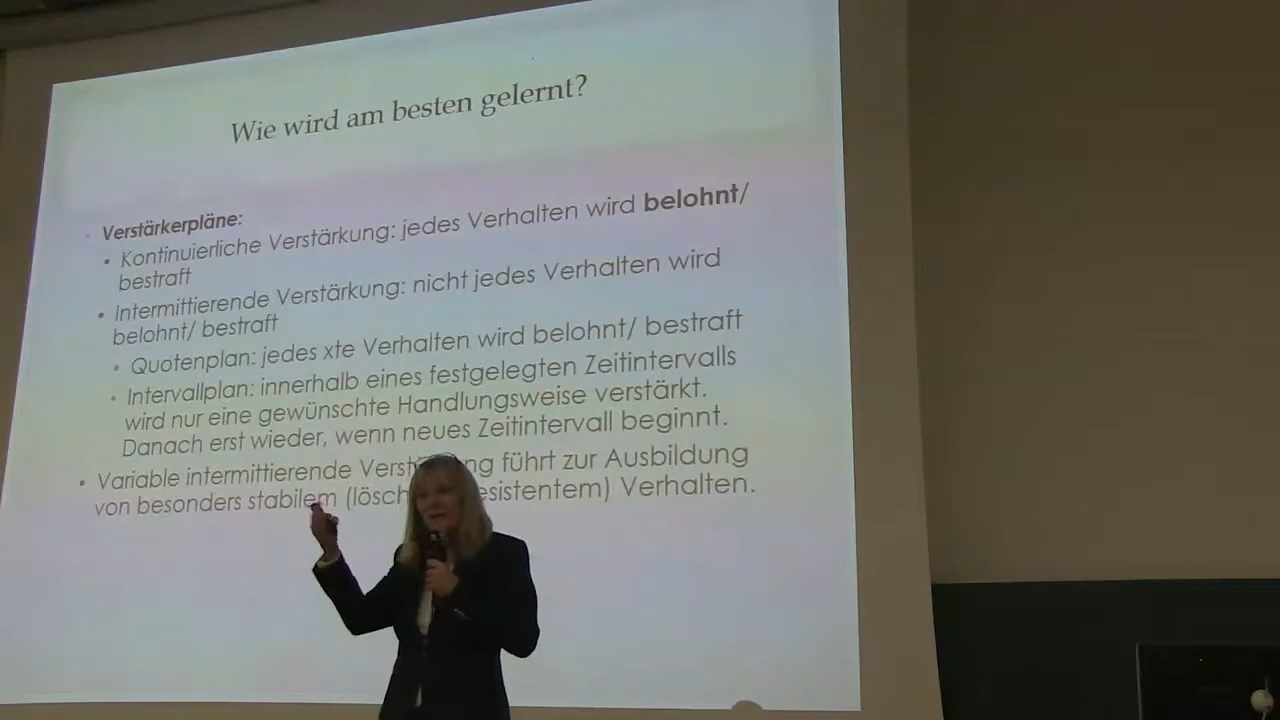 Wie wird am besten gelernt?
Verstärkerpläne:
Kontinuierliche Verstärkung: jedes Verhalten wird belohnt/
bestraft
Intermittierende Verstärkung: nicht jedes Verhalten wird
belohnt/ bestraft
Quotenplan: jedes xte Verhalten wird belohnt/ bestraft
Intervallplan: innerhalb eines festgelegten Zeitintervalls
wird nur eine gewünschte Handlungsweise verstärkt.
Danach erst wieder, wenn neues Zeitintervall beginnt.
Variable intermittierende führt zur Ausbildung
von besonders stabilem Verhalten.